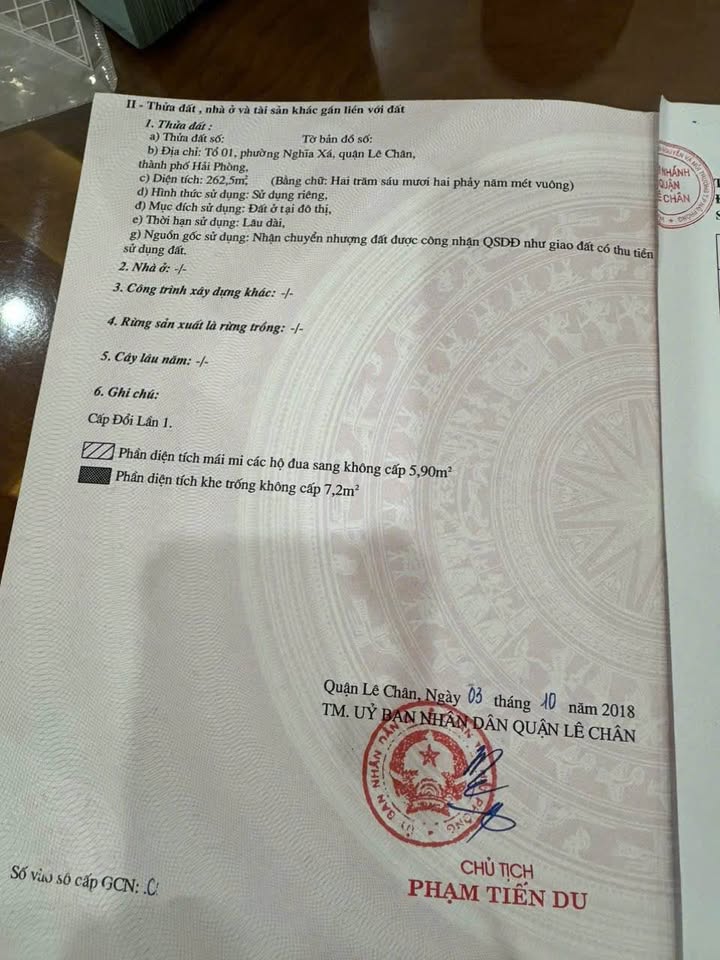 II - Thửa đất , nhà ở và tài sản khác gắn liền với đất
1. Thửa đất :
a) Thửa đất số: Tờ bản đồ số:
b) Địa chỉ: Tổ 01, phường Nghĩa Xá, quận Lê Chân,
thành phố Hải Phòng,
c) Diện tích: 262,5m², (Bằng chữ: Hai trăm sáu mươi hai phảy năm mét vuông)
d) Hình thức sử dụng: Sử dụng riêng,
đ) Mục đích sử dụng: Đất ở tại đô thị,
e) Thời hạn sử dụng: Lâu dài,
g) Nguồn gốc sử dụng: Nhận chuyển nhượng đất được công nhận QSDĐ như giao đất có thu tiền
sử dụng đất.
2. Nhà ở: -/-
3. Công trình xây dựng khác: -/-
4. Rừng sản xuất là rừng trồng: -/-
5. Cây lâu năm: -/-
6. Ghi chú:
Cấp Đổi Lần 1.
Phần diện tích mái mi các hộ đua sang không cấp 5,90m²
Phần diện tích khe trống không cấp 7,2m²
Quận Lê Chân, Ngày 03 tháng 10 năm 2018
TM. UỶ BAN NHÂN DÂN QUẬN LÊ CHÂN
CHỦ TỊCH
PHẠM TIẾN DU
Số vào sổ cấp GCN: .C
NHÁNH
QUẬN
LÊ CHÂN